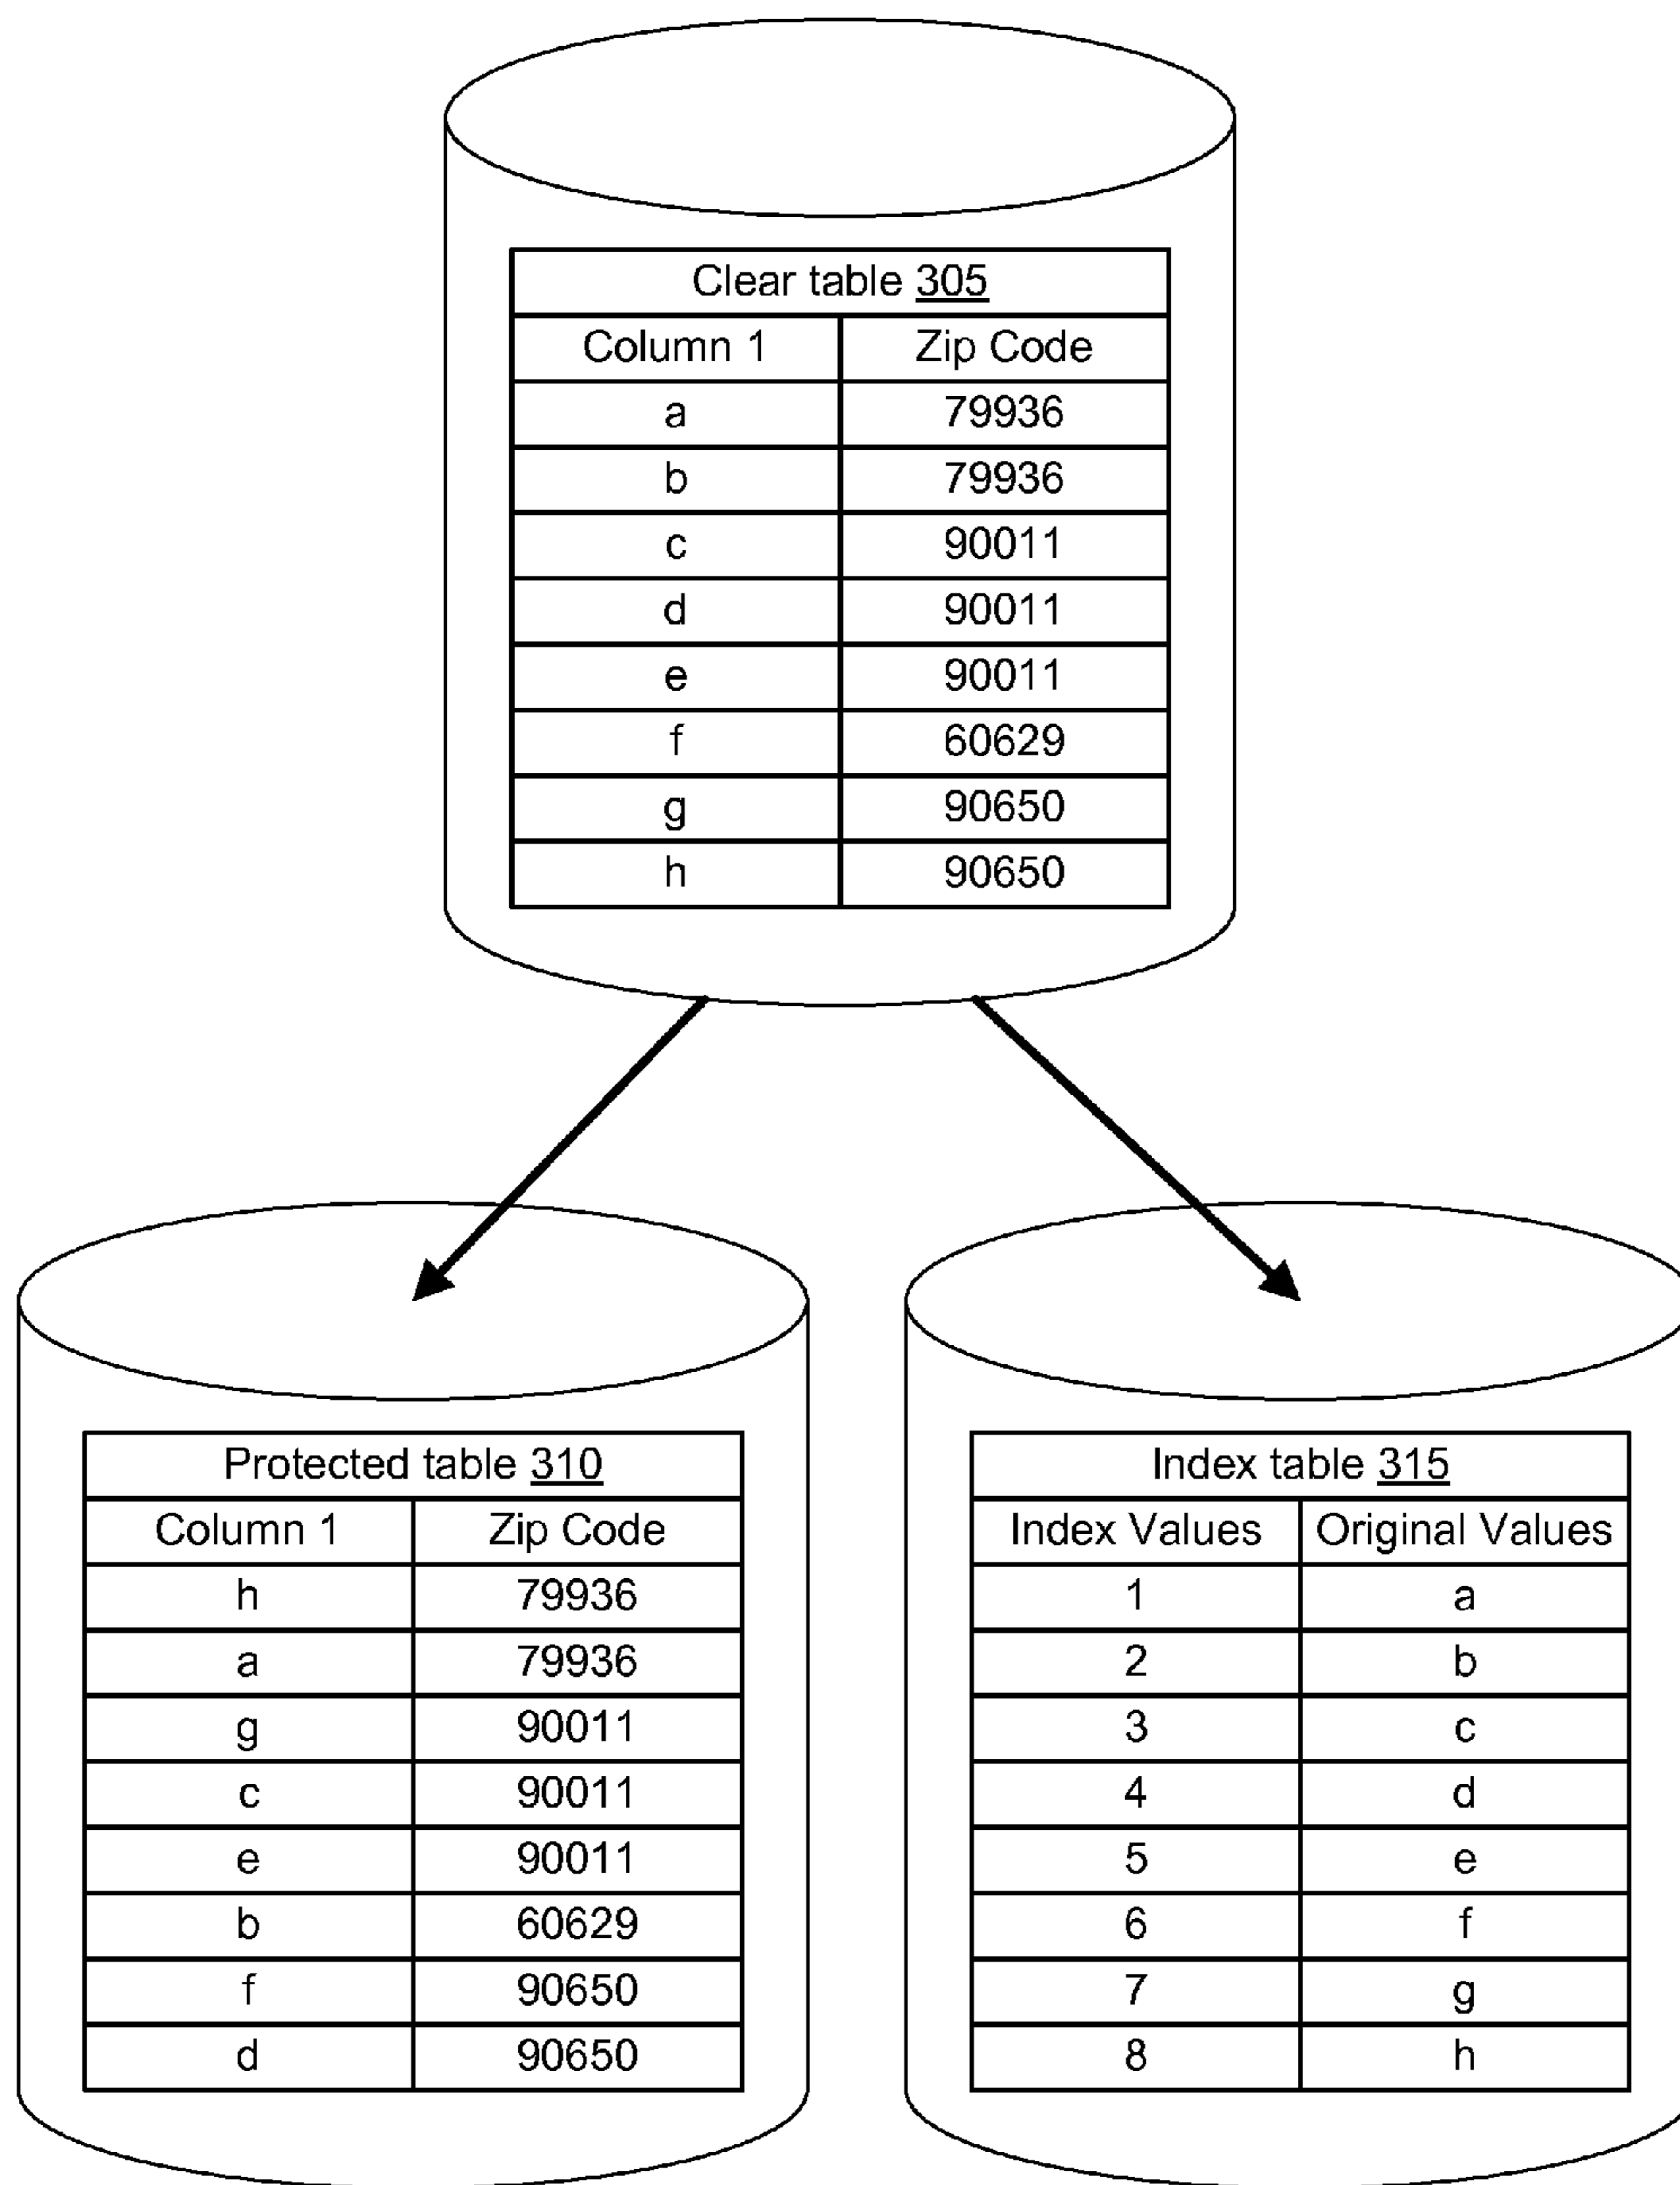 Clear table 305
Column 1 Zip Code
a 79936
b 79936
c 90011
d 90011
e 90011
f 60629
g 90650
h 90650
Protected table 310
Column 1 Zip Code
h 79936
a 79936
g 90011
c 90011
e 90011
b 60629
f 90650
d 90650
Index table 315
Index Values Original Values
1 a
2 b
3 c
4 d
5 e
6 f
7 g
8 h